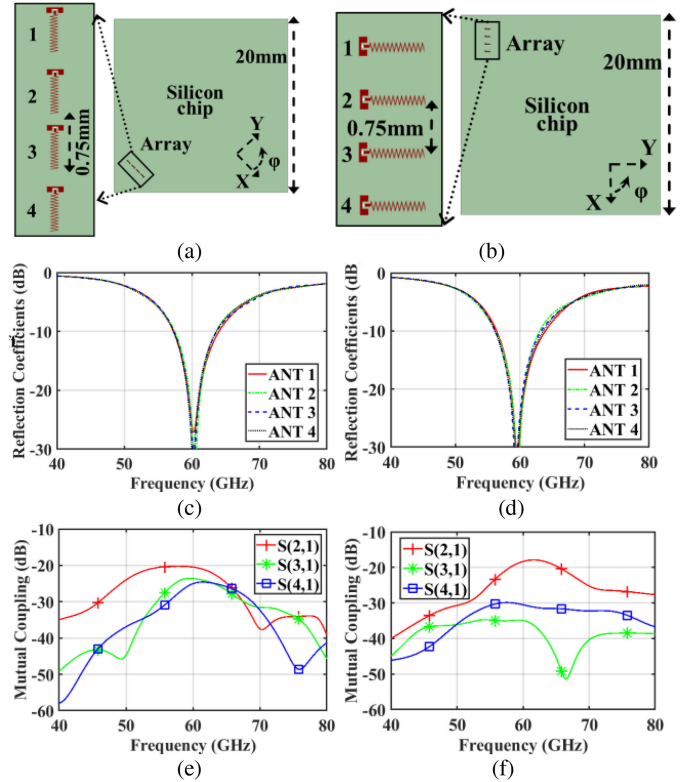 1
2
3
4
0.75mm
Array
Silicon
chip
20mm
Y
X
φ
(a)
1
2
3
4
0.75mm
Array
Silicon
chip
20mm
Y
X
φ
(b)
Reflection Coefficients (dB)
0
-10
-20
-30
40
50
60
70
80
ANT 1
ANT 2
ANT 3
ANT 4
Frequency (GHz)
(c)
Reflection Coefficients (dB)
0
-10
-20
-30
40
50
60
70
80
ANT 1
ANT 2
ANT 3
ANT 4
Frequency (GHz)
(d)
Mutual Coupling (dB)
-10
-20
-30
-40
-50
-60
40
50
60
70
80
S(2,1)
S(3,1)
S(4,1)
Frequency (GHz)
(e)
Mutual Coupling (dB)
-10
-20
-30
-40
-50
-60
40
50
60
70
80
S(2,1)
S(3,1)
S(4,1)
Frequency (GHz)
(f)